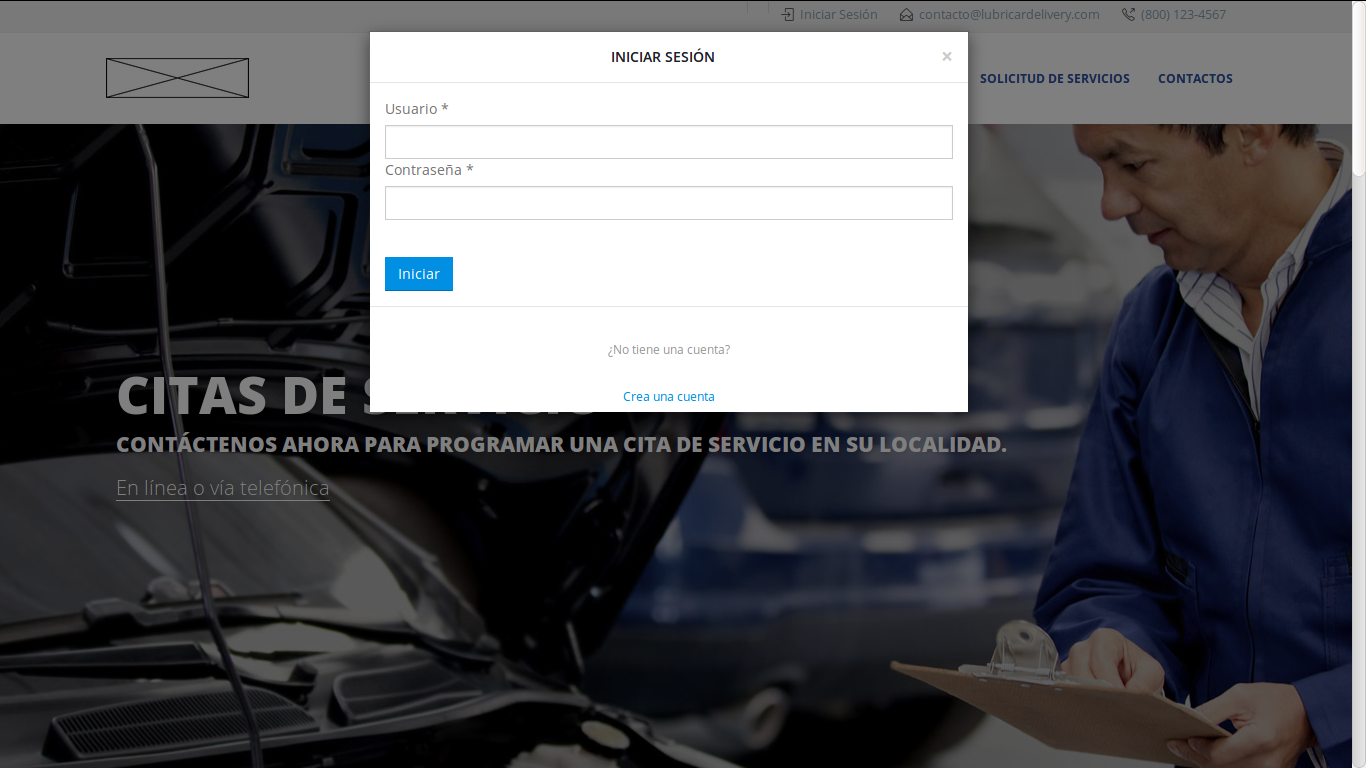 Iniciar Sesión
contacto@lubricardelivery.com
(800) 123-4567
INICIAR SESIÓN
×
SOLICITUD DE SERVICIOS
CONTACTOS
Usuario *
Contraseña *
Iniciar
¿No tiene una cuenta?
Crea una cuenta
CITAS DE SERVICIO
CONTÁCTENOS AHORA PARA PROGRAMAR UNA CITA DE SERVICIO EN SU LOCALIDAD.
En línea o vía telefónica